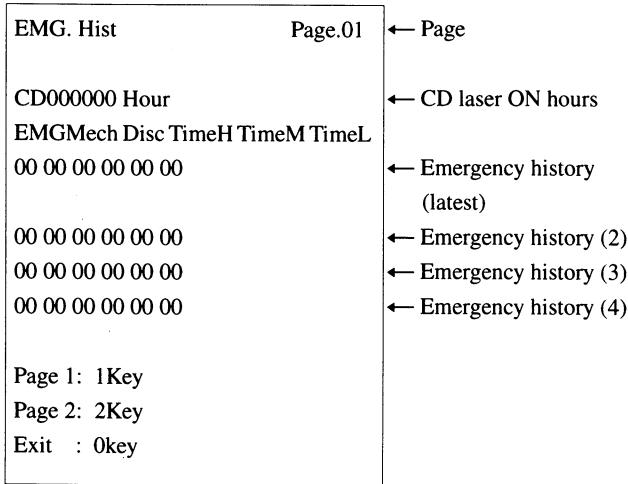 EMG. Hist Page.01 ← Page
CD000000 Hour ← CD laser ON hours
EMGMech Disc TimeH TimeM TimeL
00 00 00 00 00 00 ← Emergency history
(latest)
00 00 00 00 00 00 ← Emergency history (2)
00 00 00 00 00 00 ← Emergency history (3)
00 00 00 00 00 00 ← Emergency history (4)
Page 1: 1Key
Page 2: 2Key
Exit : 0key